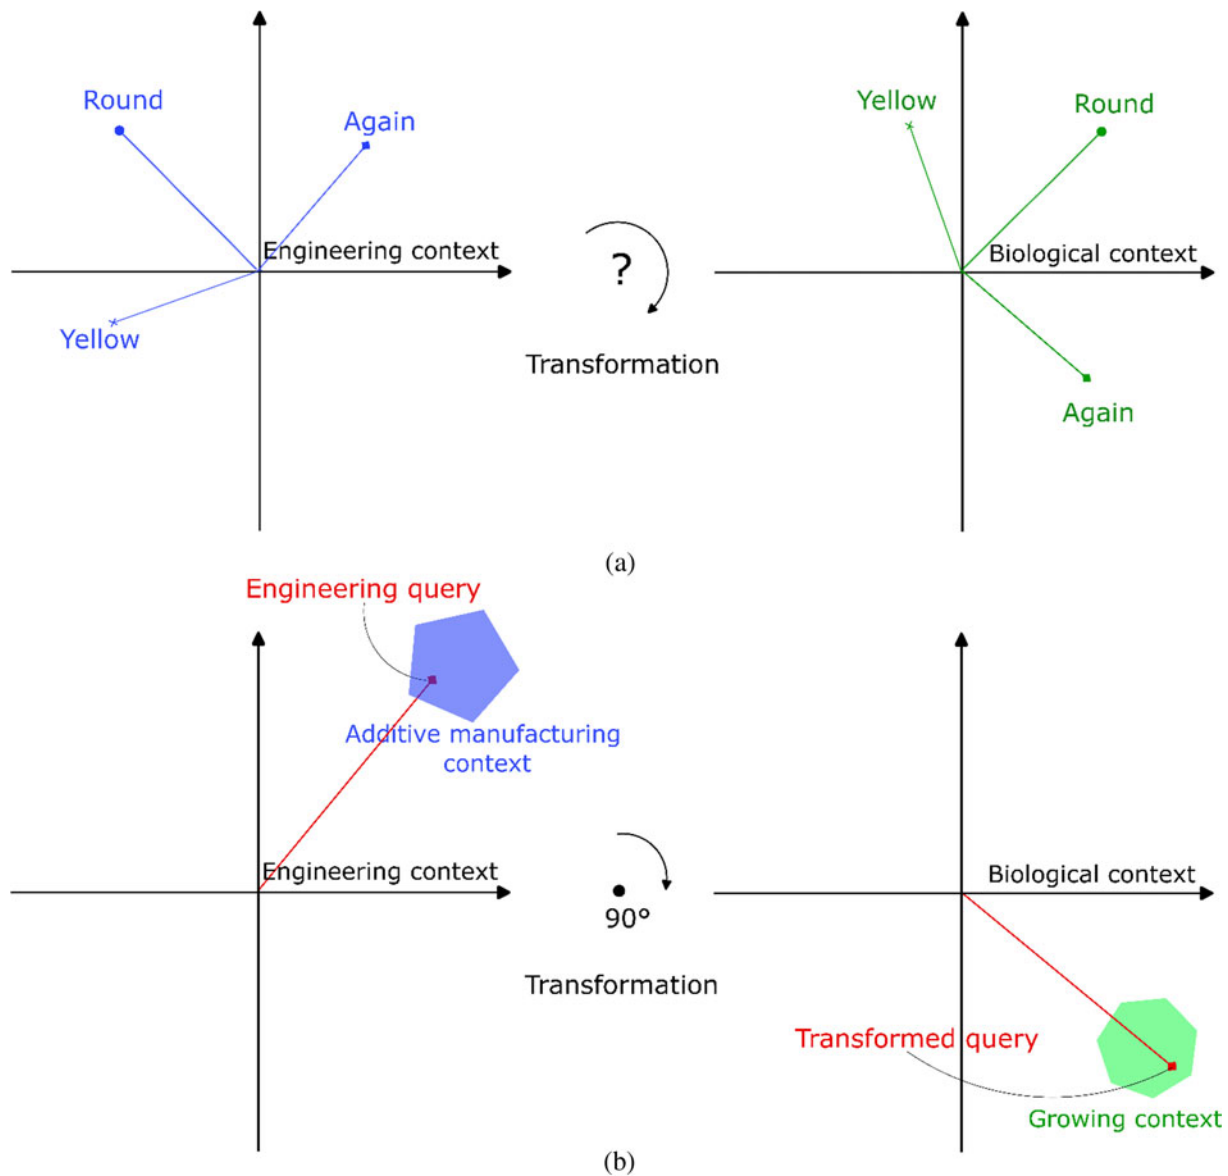 Round
Again
Engineering context
Yellow
?
Transformation
Yellow
Round
Biological context
Again
(a)
Engineering query
Additive manufacturing
context
Engineering context
90°
Transformation
Biological context
Transformed query
Growing context
(b)